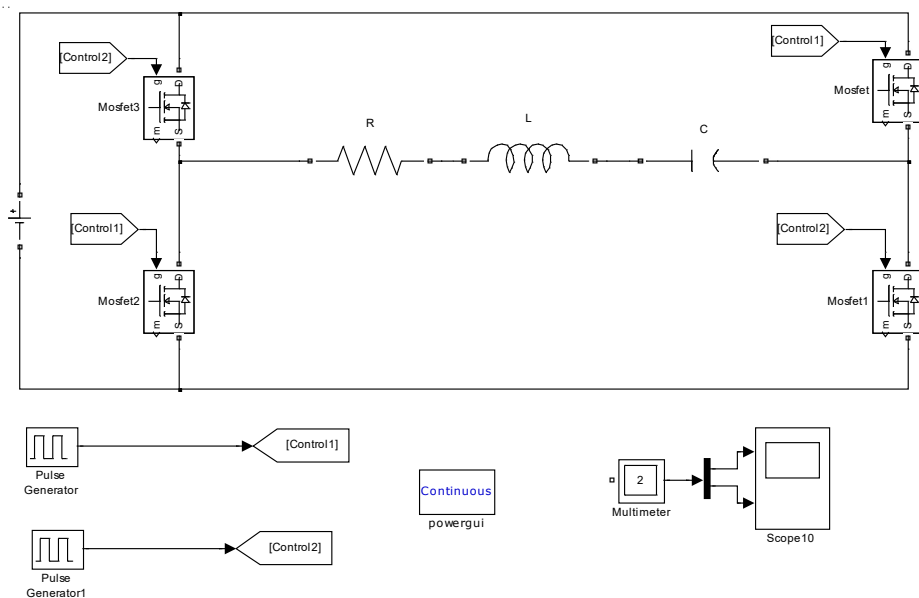 ..
[Control2]
[Control1]
g
D
Mosfet3
m
S
g
D
Mosfet
m
S
R
L
C
+
[Control1]
[Control2]
g
D
Mosfet2
m
S
g
D
Mosfet1
m
S
[Control1]
Pulse
Generator
Continuous
powergui
2
Multimeter
Scope10
[Control2]
Pulse
Generator1